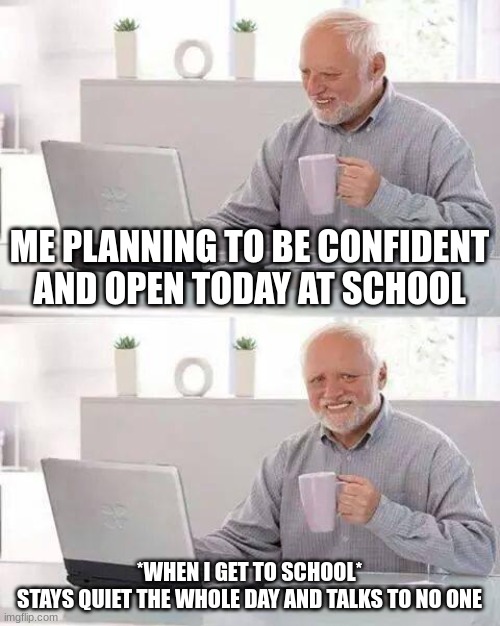 ME PLANNING TO BE CONFIDENT
AND OPEN TODAY AT SCHOOL
*WHEN I GET TO SCHOOL*
STAYS QUIET THE WHOLE DAY AND TALKS TO NO ONE
imgflip.com